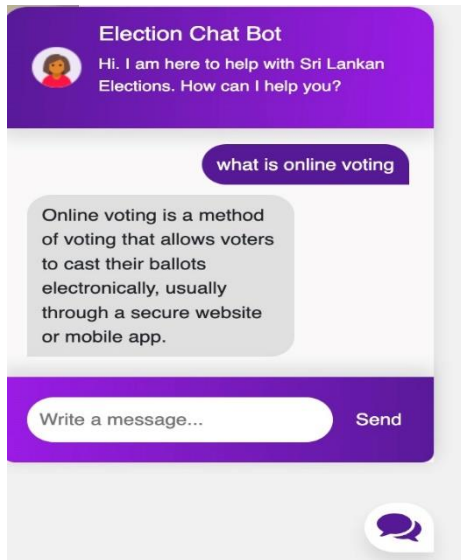 Election Chat Bot
Hi. I am here to help with Sri Lankan
Elections. How can I help you?
what is online voting
Online voting is a method
of voting that allows voters
to cast their ballots
electronically, usually
through a secure website
or mobile app.
Write a message...
Send